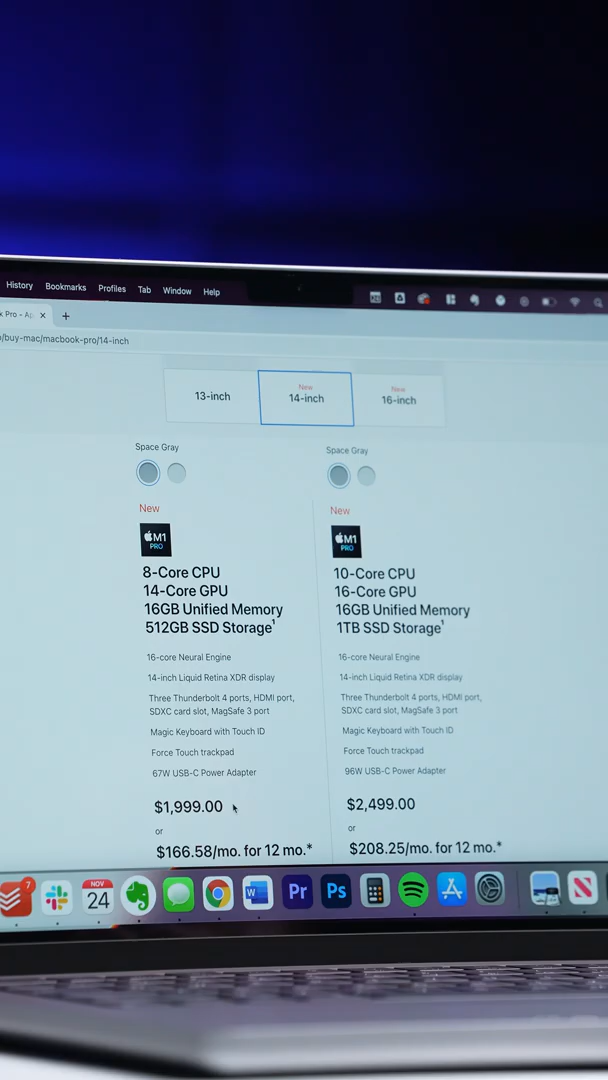 History Bookmarks Profiles Tab Window Help
k Pro - Ap
/buy-mac/macbook-pro/14-inch
13-inch
New
14-inch
New
16-inch
Space Gray
New
M1
PRO
8-Core CPU
14-Core GPU
16GB Unified Memory
512GB SSD Storage¹
16-core Neural Engine
14-inch Liquid Retina XDR display
Three Thunderbolt 4 ports, HDMI port,
SDXC card slot, MagSafe 3 port
Magic Keyboard with Touch ID
Force Touch trackpad
67W USB-C Power Adapter
$1,999.00
or
$166.58/mo. for 12 mo.*
Space Gray
New
M1
PRO
10-Core CPU
16-Core GPU
16GB Unified Memory
1TB SSD Storage¹
16-core Neural Engine
14-inch Liquid Retina XDR display
Three Thunderbolt 4 ports, HDMI port,
SDXC card slot, MagSafe 3 port
Magic Keyboard with Touch ID
Force Touch trackpad
96W USB-C Power Adapter
$2,499.00
or
$208.25/mo. for 12 mo.*
7
NOV
24
W
Pr
Ps
N